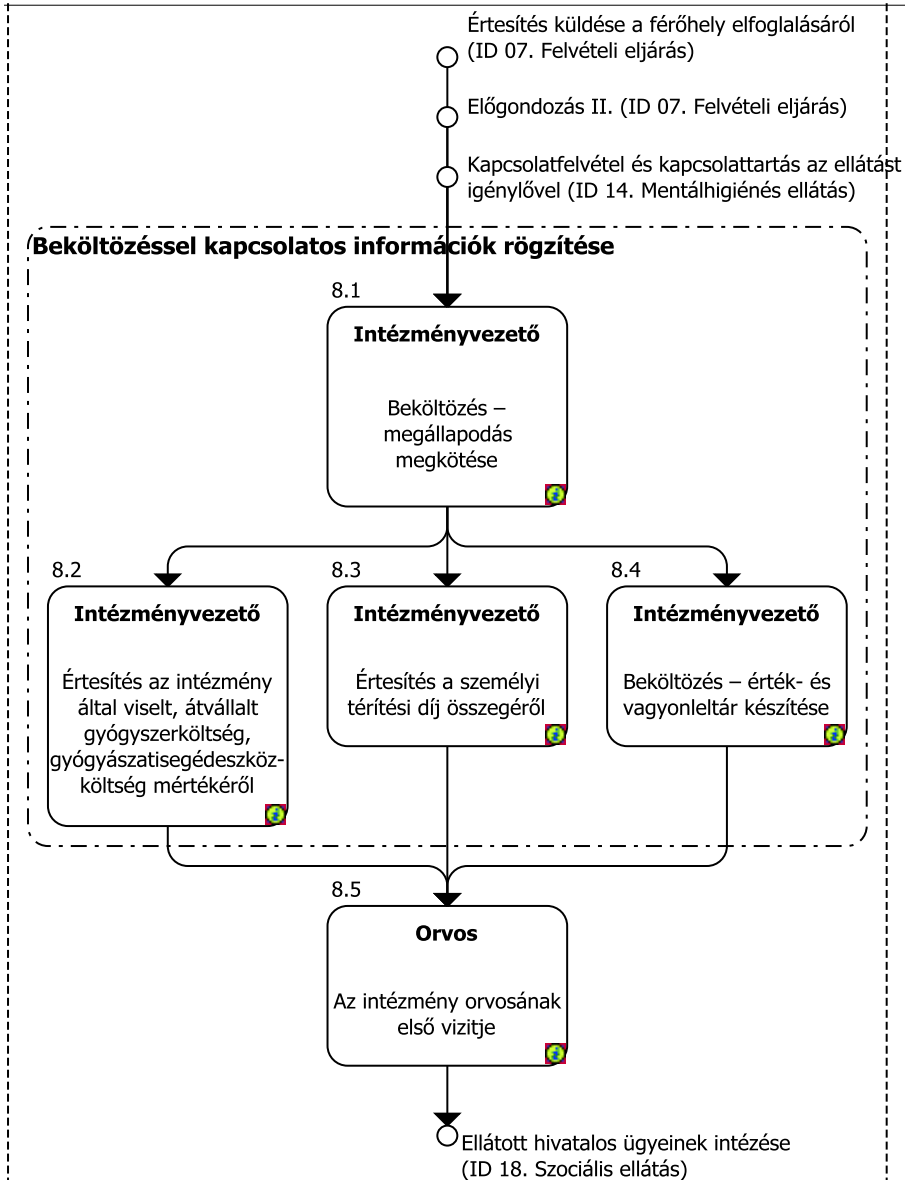 Értesítés küldése a férőhely elfoglalásáról
(ID 07. Felvételi eljárás)
Előgondozás II. (ID 07. Felvételi eljárás)
Kapcsolatfelvétel és kapcsolattartás az ellátást
igénylővel (ID 14. Mentálhigiénés ellátás)
Beköltözéssel kapcsolatos információk rögzítése
8.1
Intézményvezető
Beköltözés –
megállapodás
megkötése
8.2
Intézményvezető
Értesítés az intézmény
által viselt, átvállalt
gyógyszerköltség,
gyógyászatisegédeszköz-
költség mértékéről
8.3
Intézményvezető
Értesítés a személyi
térítési díj összegéről
8.4
Intézményvezető
Beköltözés – érték- és
vagyonleltár készítése
8.5
Orvos
Az intézmény orvosának
első vizitje
Ellátott hivatalos ügyeinek intézése
(ID 18. Szociális ellátás)